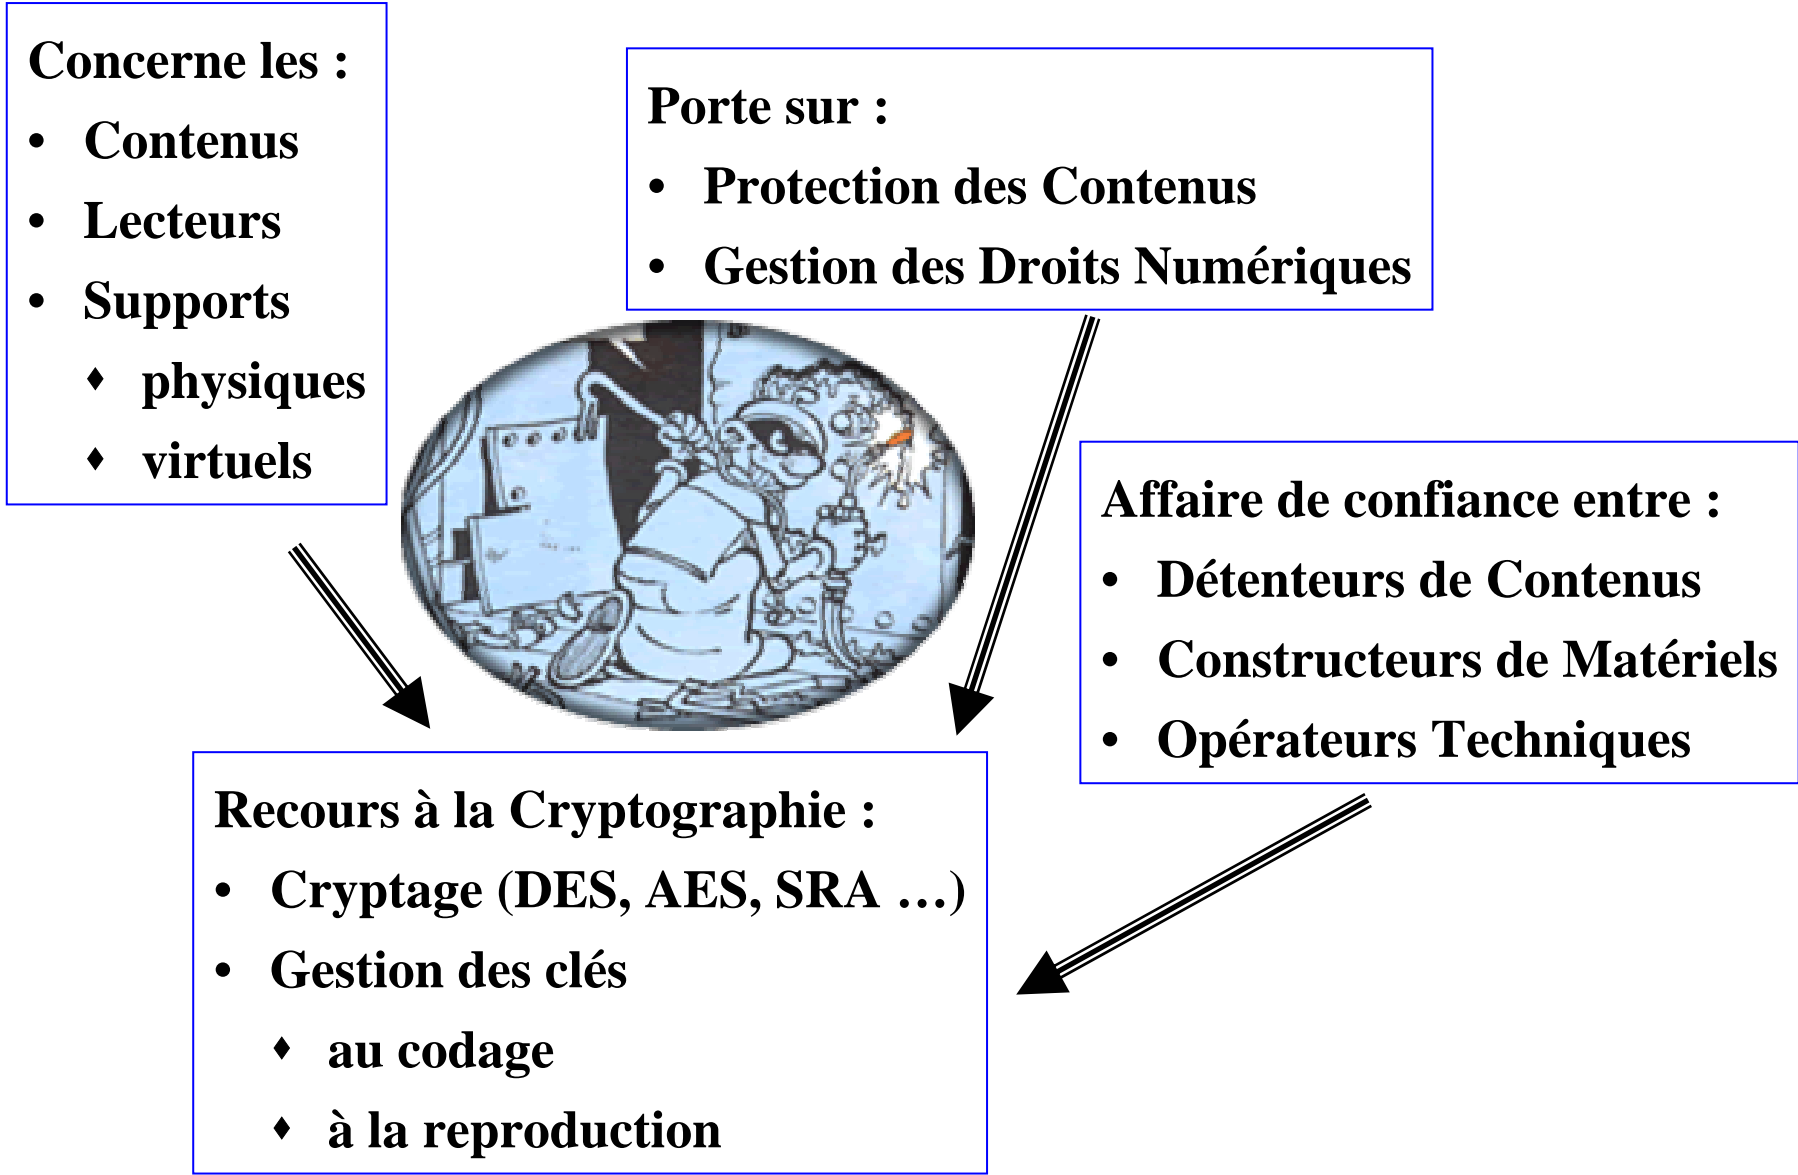 Concerne les :
• Contenus
• Lecteurs
• Supports
♦ physiques
♦ virtuels
Porte sur :
• Protection des Contenus
• Gestion des Droits Numériques
Affaire de confiance entre :
• Détenteurs de Contenus
• Constructeurs de Matériels
• Opérateurs Techniques
Recours à la Cryptographie :
• Cryptage (DES, AES, SRA …)
• Gestion des clés
♦ au codage
♦ à la reproduction